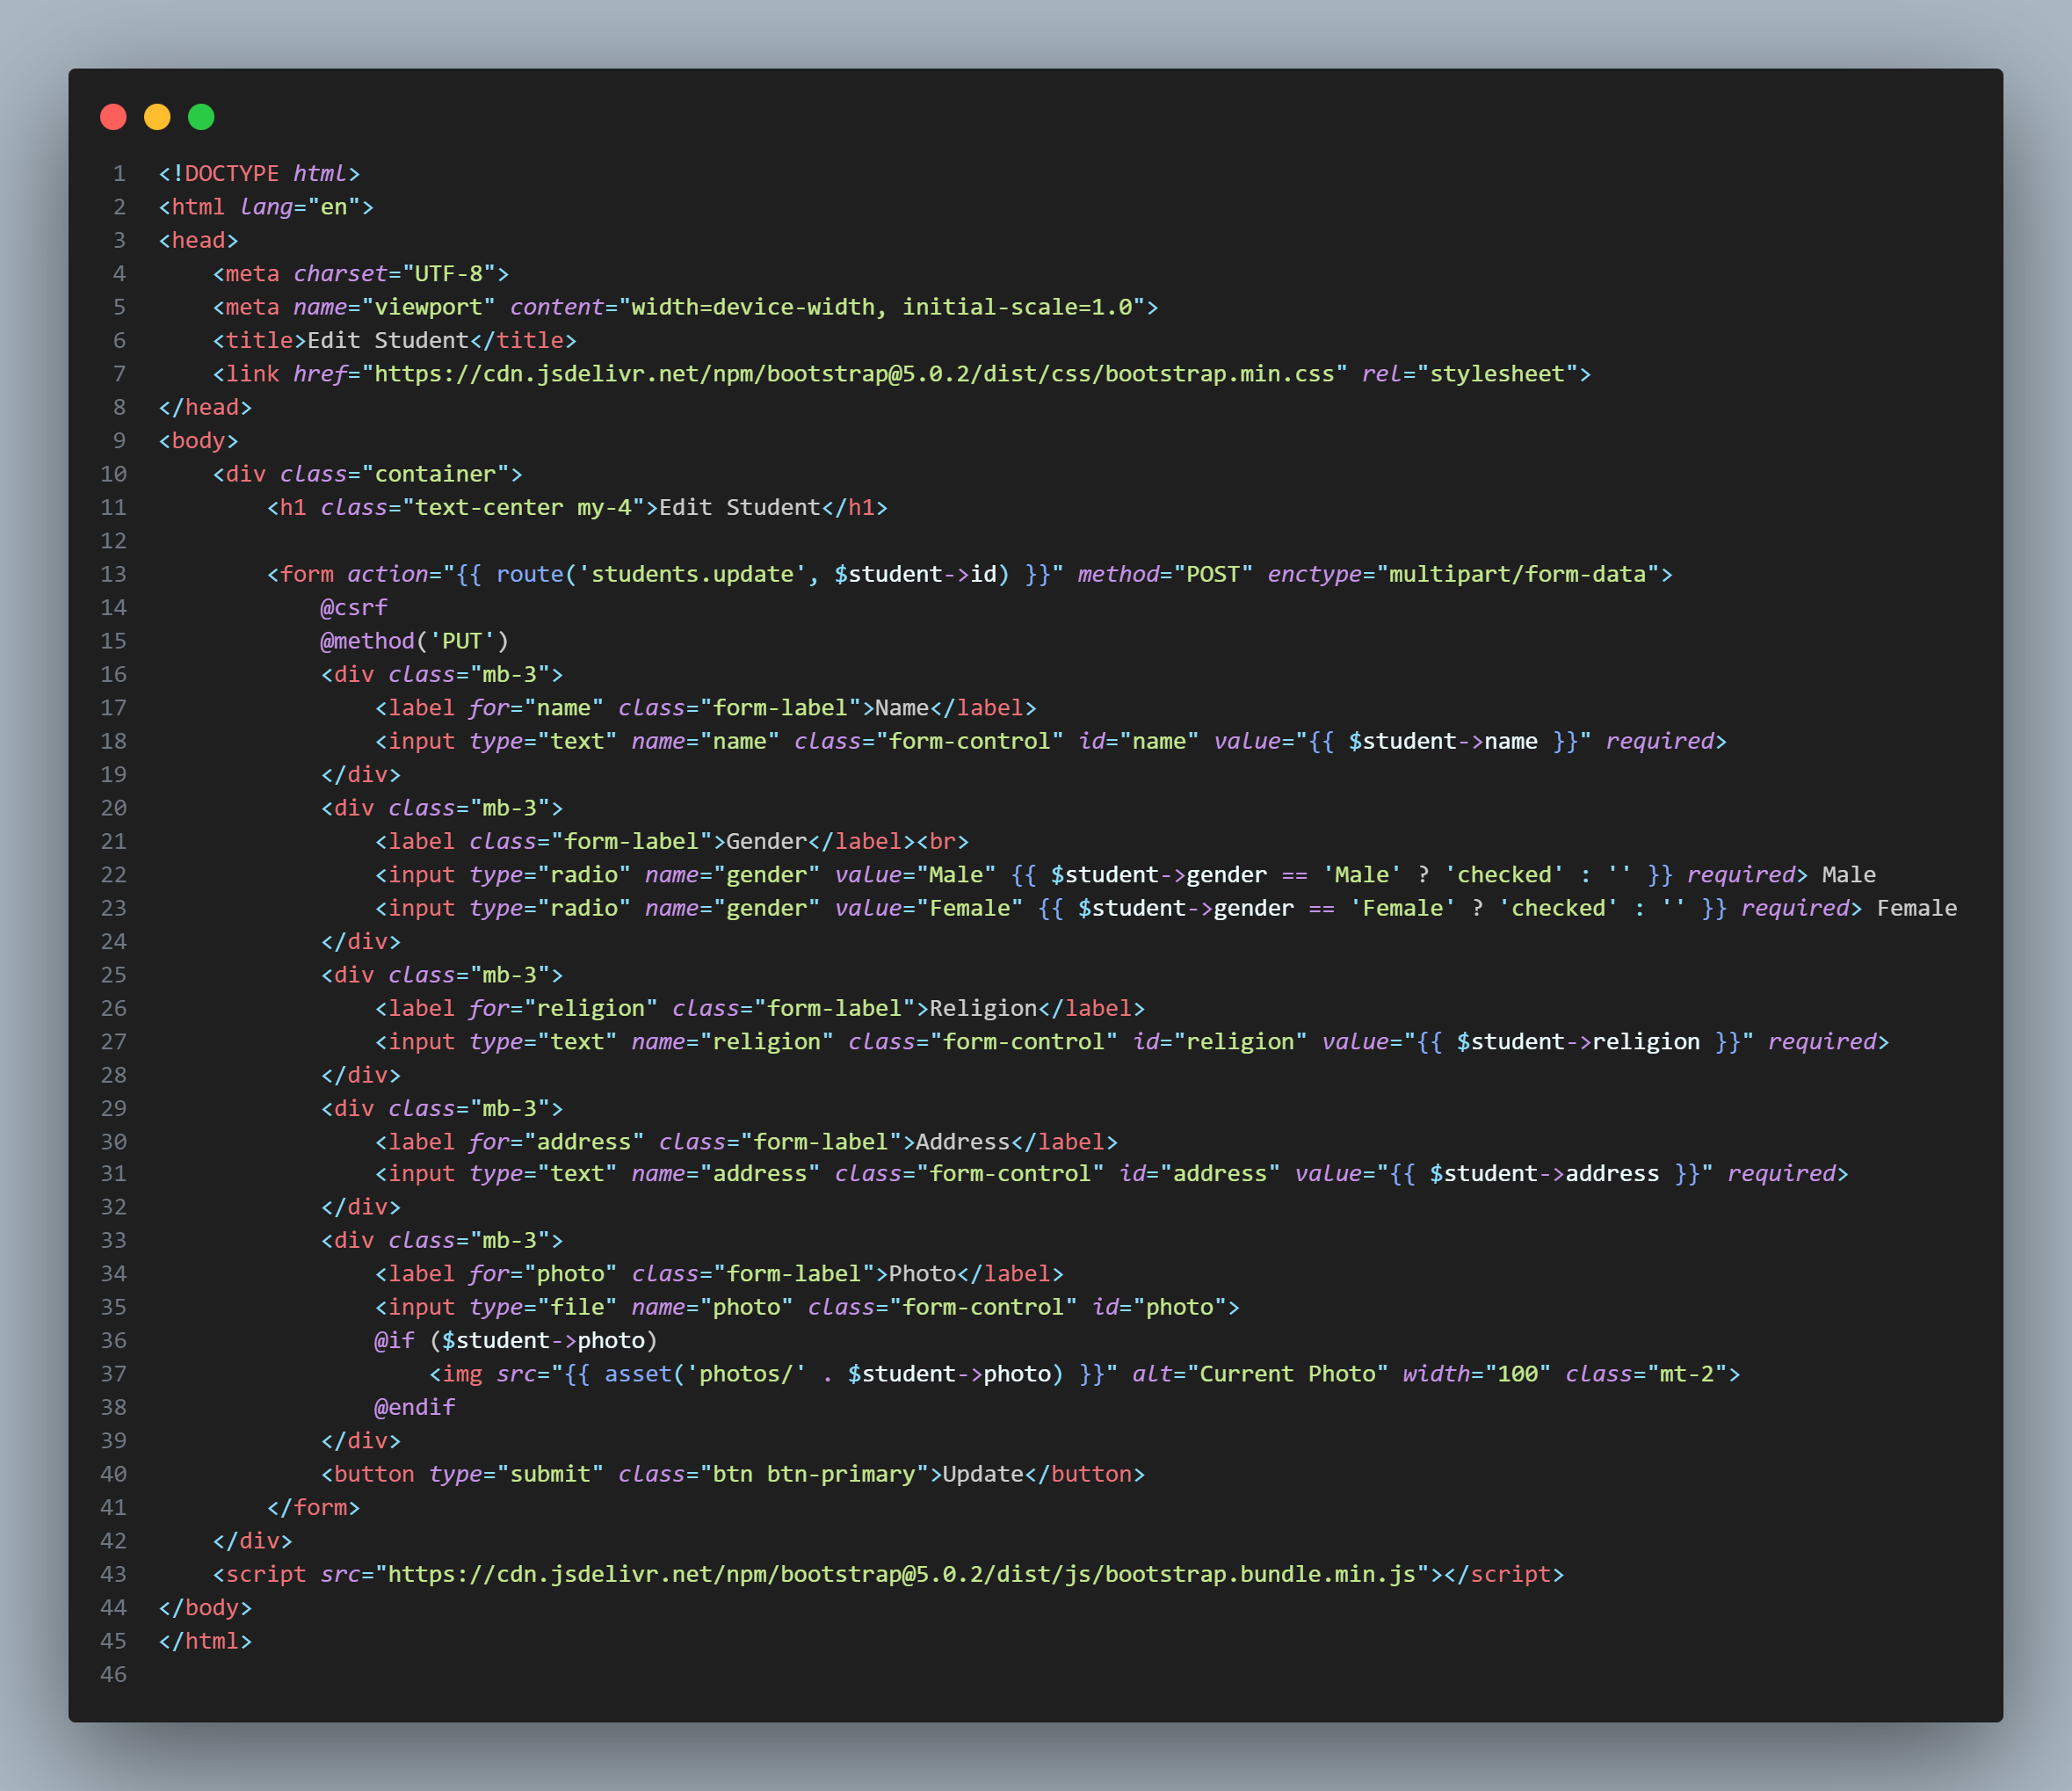 1 <!DOCTYPE html>
2 <html lang="en">
3 <head>
4     <meta charset="UTF-8">
5     <meta name="viewport" content="width=device-width, initial-scale=1.0">
6     <title>Edit Student</title>
7     <link href="https://cdn.jsdelivr.net/npm/bootstrap@5.0.2/dist/css/bootstrap.min.css" rel="stylesheet">
8 </head>
9 <body>
10     <div class="container">
11         <h1 class="text-center my-4">Edit Student</h1>
12
13         <form action="{{ route('students.update', $student->id) }}" method="POST" enctype="multipart/form-data">
14             @csrf
15             @method('PUT')
16             <div class="mb-3">
17                 <label for="name" class="form-label">Name</label>
18                 <input type="text" name="name" class="form-control" id="name" value="{{ $student->name }}" required>
19             </div>
20             <div class="mb-3">
21                 <label class="form-label">Gender</label><br>
22                 <input type="radio" name="gender" value="Male" {{ $student->gender == 'Male' ? 'checked' : '' }} required> Male
23                 <input type="radio" name="gender" value="Female" {{ $student->gender == 'Female' ? 'checked' : '' }} required> Female
24             </div>
25             <div class="mb-3">
26                 <label for="religion" class="form-label">Religion</label>
27                 <input type="text" name="religion" class="form-control" id="religion" value="{{ $student->religion }}" required>
28             </div>
29             <div class="mb-3">
30                 <label for="address" class="form-label">Address</label>
31                 <input type="text" name="address" class="form-control" id="address" value="{{ $student->address }}" required>
32             </div>
33             <div class="mb-3">
34                 <label for="photo" class="form-label">Photo</label>
35                 <input type="file" name="photo" class="form-control" id="photo">
36                 @if ($student->photo)
37                     <img src="{{ asset('photos/' . $student->photo) }}" alt="Current Photo" width="100" class="mt-2">
38                 @endif
39             </div>
40             <button type="submit" class="btn btn-primary">Update</button>
41         </form>
42     </div>
43     <script src="https://cdn.jsdelivr.net/npm/bootstrap@5.0.2/dist/js/bootstrap.bundle.min.js"></script>
44 </body>
45 </html>
46